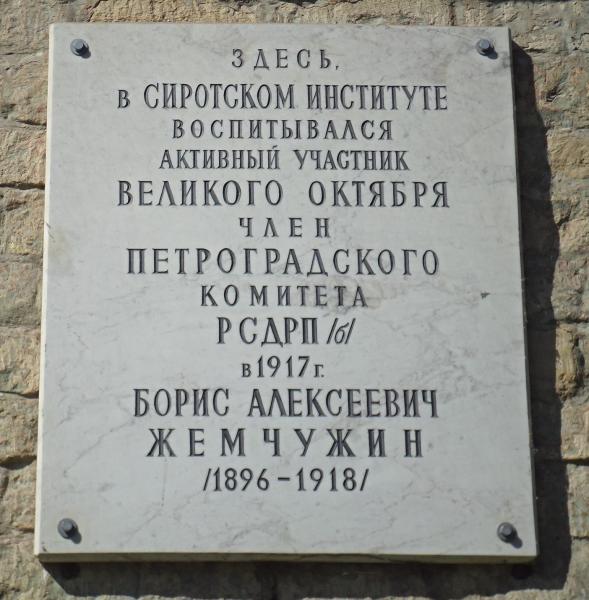 ЗДЕСЬ,
В СИРОТСКОМ ИНСТИТУТЕ
ВОСПИТЫВАЛСЯ
АКТИВНЫЙ УЧАСТНИК
ВЕЛИКОГО ОКТЯБРЯ
ЧЛЕН
ПЕТРОГРАДСКОГО
КОМИТЕТА
РСДРП /б/
в 1917 г.
БОРИС АЛЕКСЕЕВИЧ
ЖЕМЧУЖИН
/1896 – 1918/